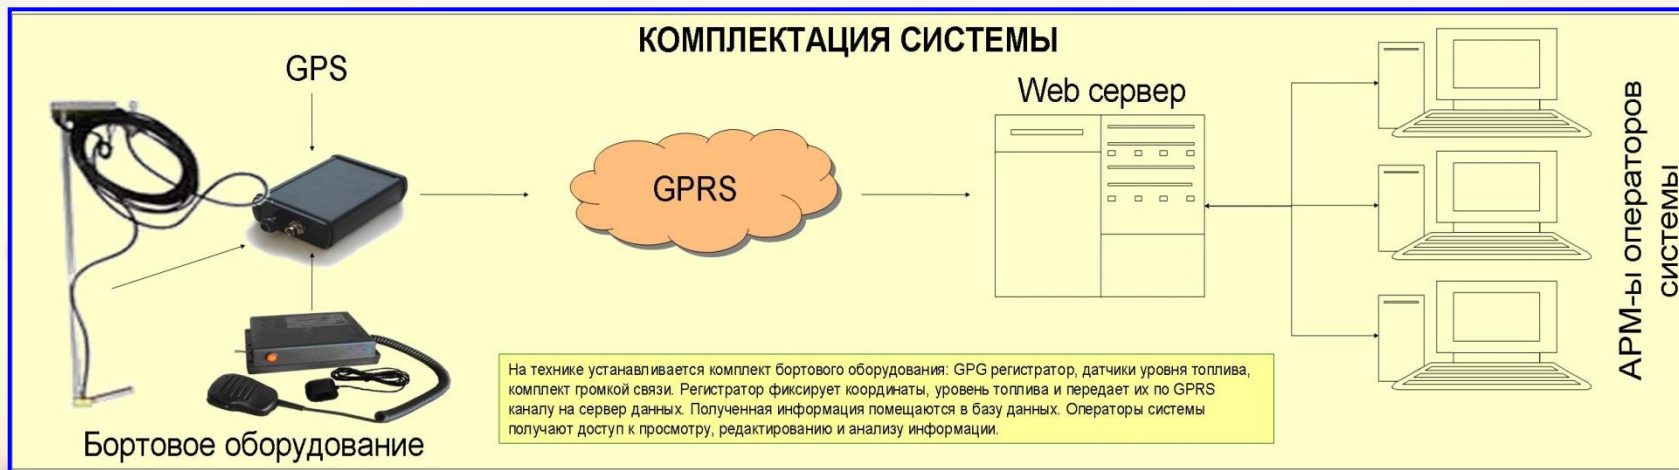 КОМПЛЕКТАЦИЯ СИСТЕМЫ
GPS
Web сервер
GPRS
АРМ-ы операторов
системы
На технике устанавливается комплект бортового оборудования: GPG регистратор, датчики уровня топлива,
комплект громкой связи. Регистратор фиксирует координаты, уровень топлива и передает их по GPRS
каналу на сервер данных. Полученная информация помещаются в базу данных. Операторы системы
получают доступ к просмотру, редактированию и анализу информации.
Бортовое оборудование